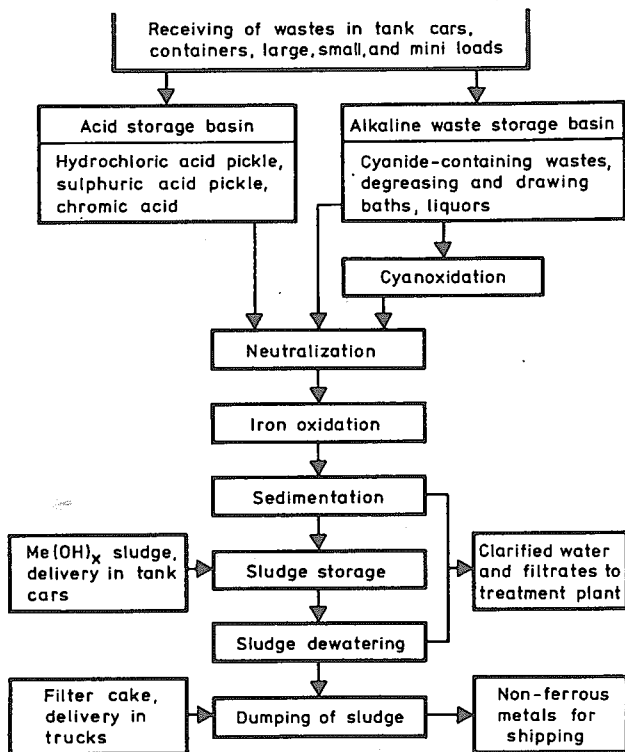 Receiving of wastes in tank cars,
containers, large, small, and mini loads
Acid storage basin
Hydrochloric acid pickle,
sulphuric acid pickle,
chromic acid
Alkaline waste storage basin
Cyanide-containing wastes,
degreasing and drawing
baths, liquors
Cyanoxidation
Neutralization
Iron oxidation
Sedimentation
Me(OH)x sludge,
delivery in tank
cars
Sludge storage
Clarified water
and filtrates to
treatment plant
Sludge dewatering
Filter cake,
delivery in
trucks
Dumping of sludge
Non-ferrous
metals for
shipping